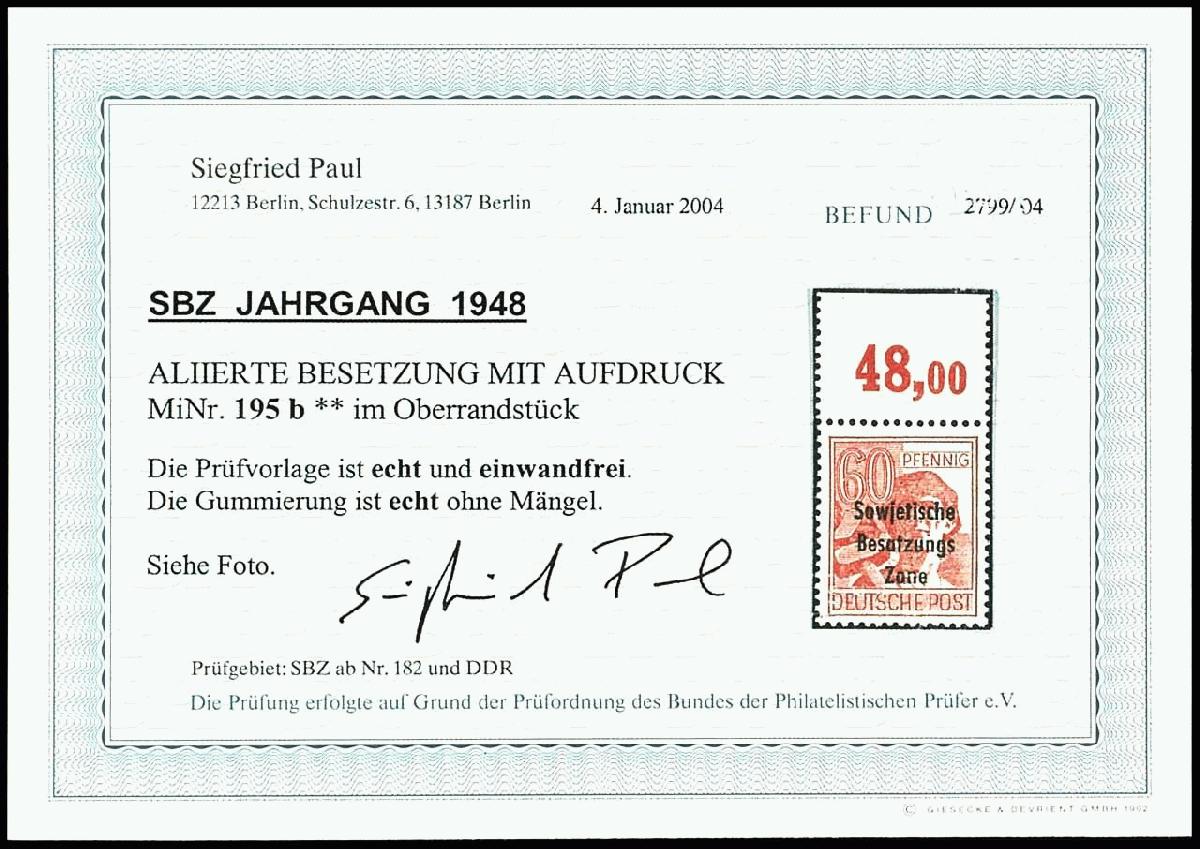 Siegfried Paul
12213 Berlin, Schulzestr. 6, 13187 Berlin
4. Januar 2004
BEFUND 2799/04
SBZ JAHRGANG 1948
ALIIERTE BESETZUNG MIT AUFDRUCK
MiNr. 195 b ** im Oberrandstück
Die Prüfvorlage ist echt und einwandfrei.
Die Gummierung ist echt ohne Mängel.
Siehe Foto.
Siegfried Paul
48,00
60 PFENNIG
Sowjetische
Besatzungs
Zone
DEUTSCHE POST
Prüfgebiet: SBZ ab Nr. 182 und DDR
Die Prüfung erfolgte auf Grund der Prüfordnung des Bundes der Philatelistischen Prüfer e.V.
© GIESECKE & DEVRIENT GMBH 1992